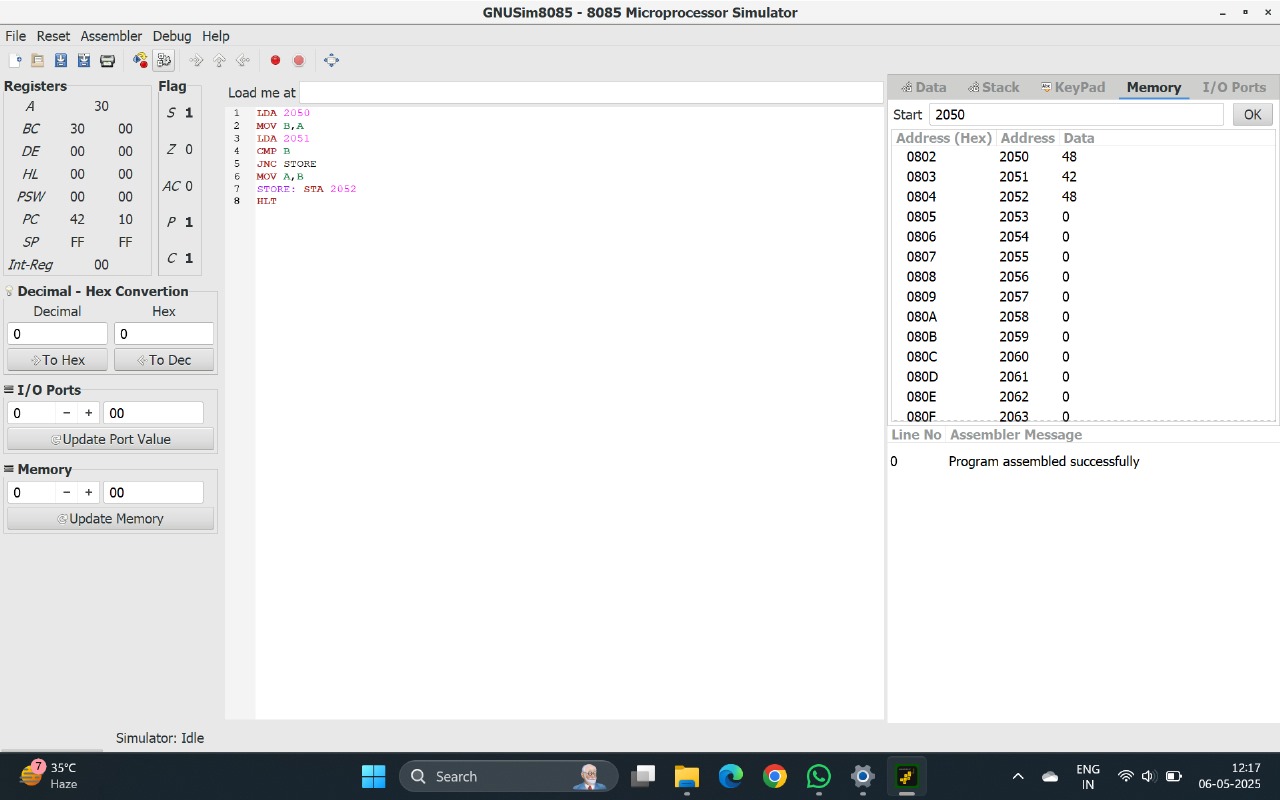 GNUSim8085 - 8085 Microprocessor Simulator
File Reset Assembler Debug Help
Registers
A 30
BC 30 00
DE 00 00
HL 00 00
PSW 00 00
PC 42 10
SP FF FF
Int-Reg 00
Flag
S 1
Z 0
AC 0
P 1
C 1
Decimal - Hex Convertion
Decimal Hex
0 0
To Hex To Dec
I/O Ports
0 - + 00
Update Port Value
Memory
0 - + 00
Update Memory
Load me at
1 LDA 2050
2 MOV B,A
3 LDA 2051
4 CMP B
5 JNC STORE
6 MOV A,B
7 STORE: STA 2052
8 HLT
Data Stack KeyPad Memory I/O Ports
Start 2050 OK
Address (Hex) Address Data
0802 2050 48
0803 2051 42
0804 2052 48
0805 2053 0
0806 2054 0
0807 2055 0
0808 2056 0
0809 2057 0
080A 2058 0
080B 2059 0
080C 2060 0
080D 2061 0
080E 2062 0
080F 2063 0
Line No Assembler Message
0 Program assembled successfully
Simulator: Idle
7 35°C
Haze
Search
ENG
IN
12:17
06-05-2025